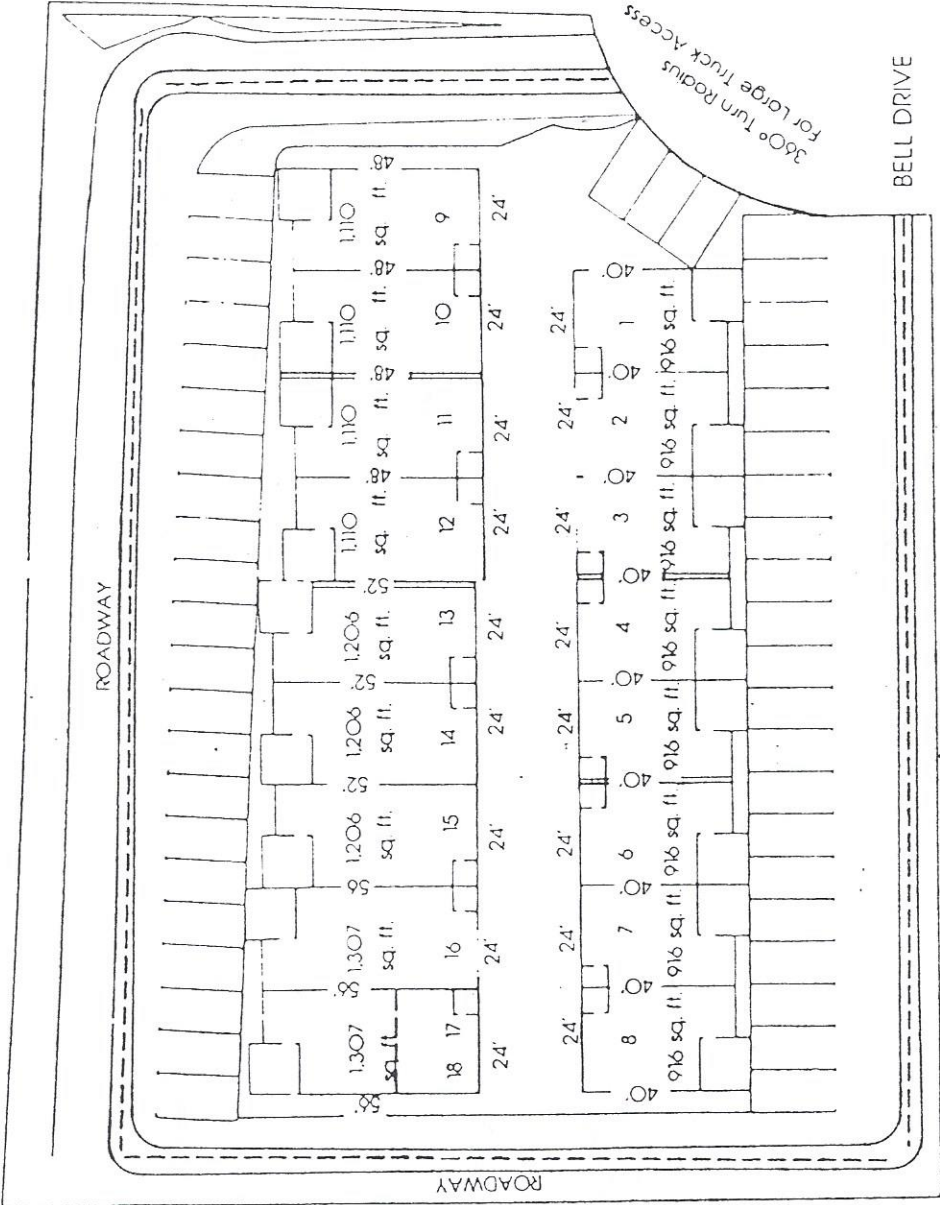 ROADWAY
360° Turn Radius
For Large Truck Access
BELL DRIVE
ROADWAY
48'
1,110
sq. ft.
9
24'
48'
1,110
sq. ft.
10
24'
48'
1,110
sq. ft.
11
24'
48'
1,110
sq. ft.
12
24'
52'
1,206
sq. ft.
13
24'
52'
1,206
sq. ft.
14
24'
52'
1,206
sq. ft.
15
24'
56'
1,307
sq. ft.
16
24'
56'
1,307
sq. ft.
17
18
24'
56'
40'
24'
1
916 sq. ft.
40'
24'
2
916 sq. ft.
40'
24'
3
916 sq. ft.
40'
24'
4
916 sq. ft.
40'
24'
5
916 sq. ft.
40'
24'
6
916 sq. ft.
40'
24'
7
916 sq. ft.
40'
24'
8
916 sq. ft.
40'